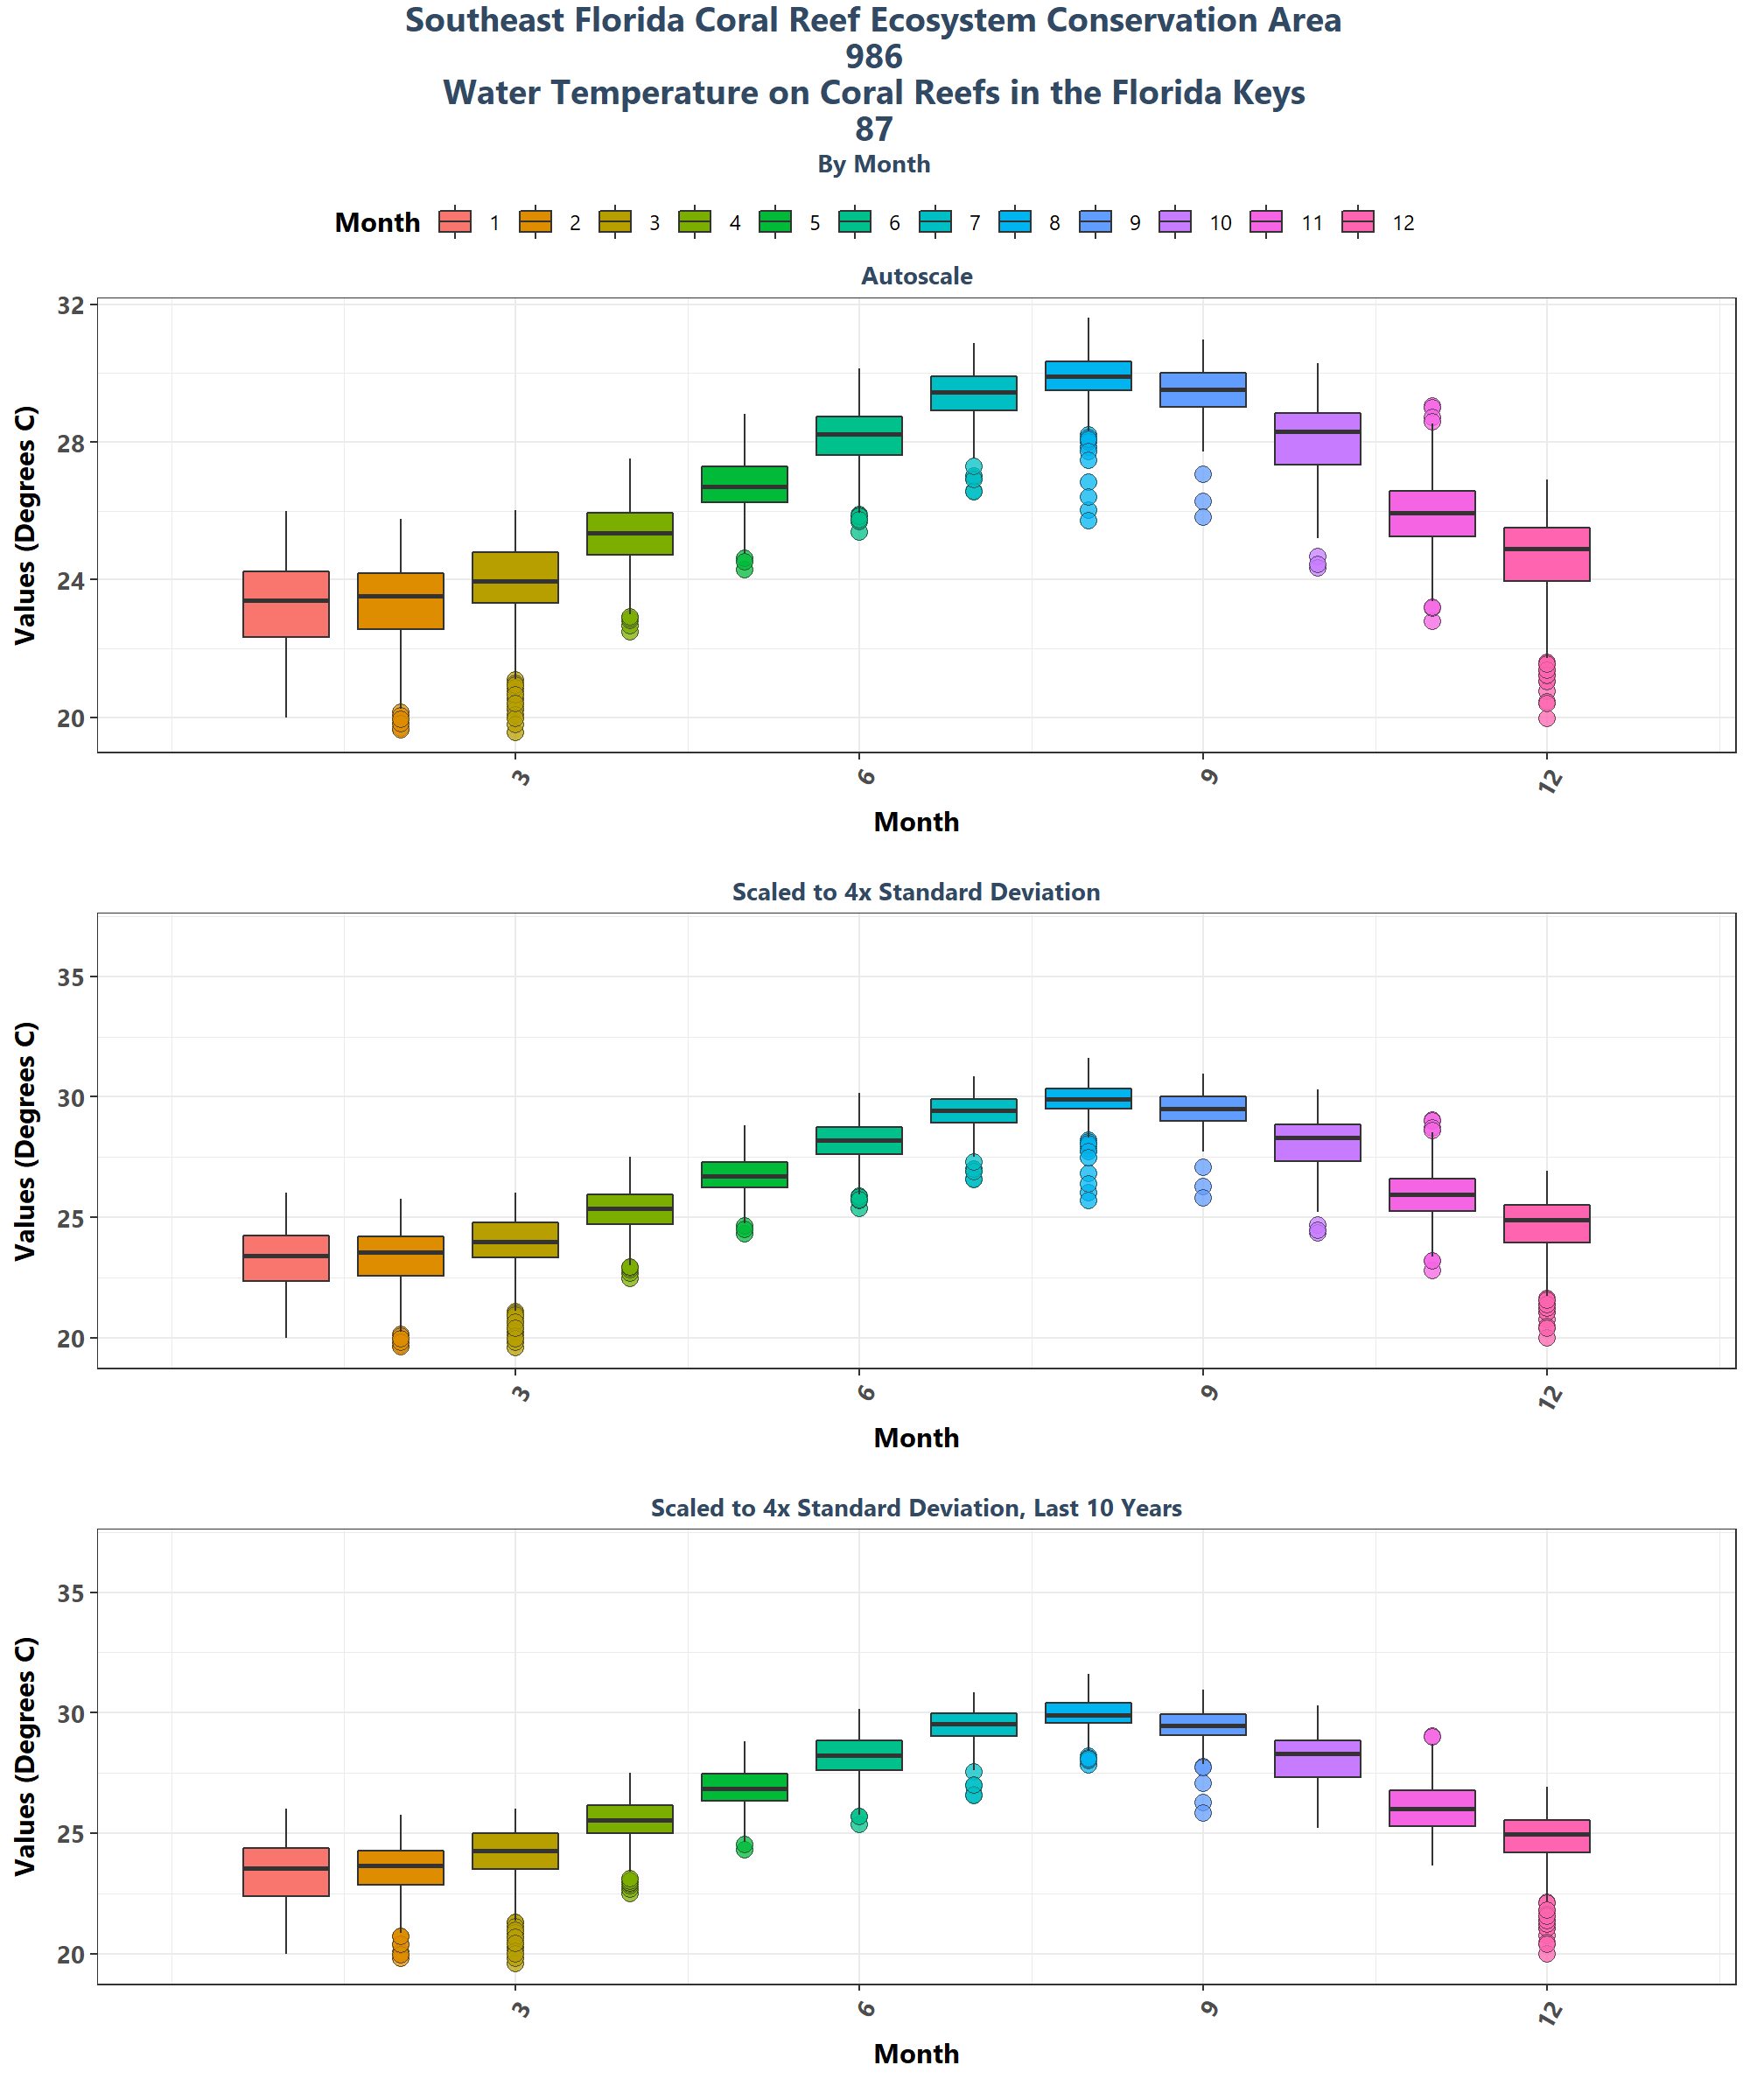 Southeast Florida Coral Reef Ecosystem Conservation Area
986
Water Temperature on Coral Reefs in the Florida Keys
87
By Month
Month 1 2 3 4 5 6 7 8 9 10 11 12
Autoscale
Values (Degrees C)
32
28
24
20
3 6 9 12
Month
Scaled to 4x Standard Deviation
Values (Degrees C)
35
30
25
20
3 6 9 12
Month
Scaled to 4x Standard Deviation, Last 10 Years
Values (Degrees C)
35
30
25
20
3 6 9 12
Month